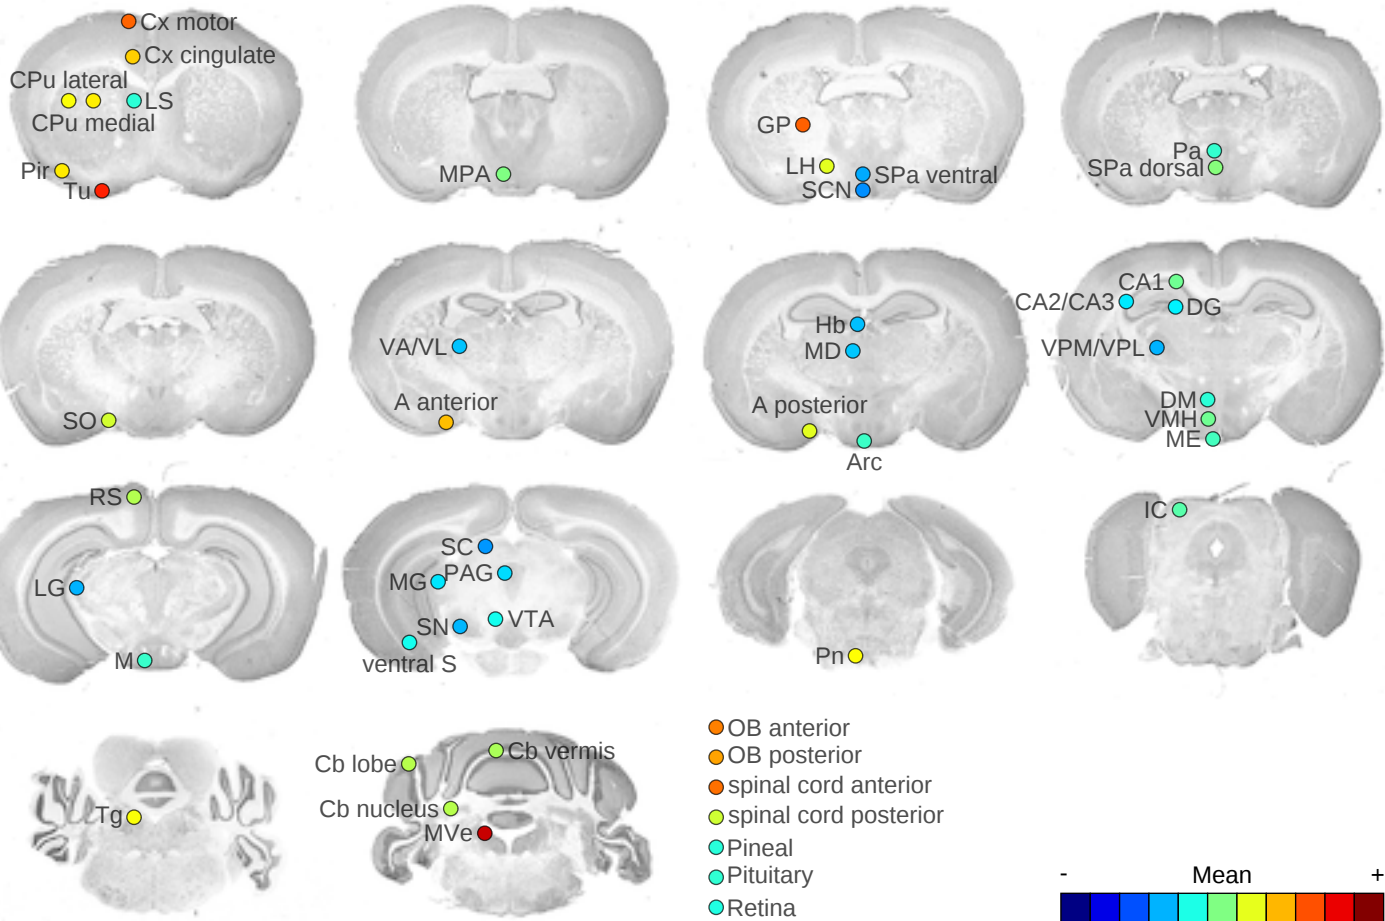 Cx motor
Cx cingulate
CPu lateral
LS
CPu medial
Pir
Tu
MPA
GP
LH
SPa ventral
SCN
Pa
SPa dorsal
SO
VA/VL
A anterior
Hb
MD
A posterior
Arc
CA1
CA2/CA3
DG
VPM/VPL
DM
VMH
ME
RS
LG
M
SC
MG
PAG
SN
VTA
ventral S
Pn
IC
Tg
Cb lobe
Cb vermis
Cb nucleus
MVe
OB anterior
OB posterior
spinal cord anterior
spinal cord posterior
Pineal
Pituitary
Retina
- Mean +